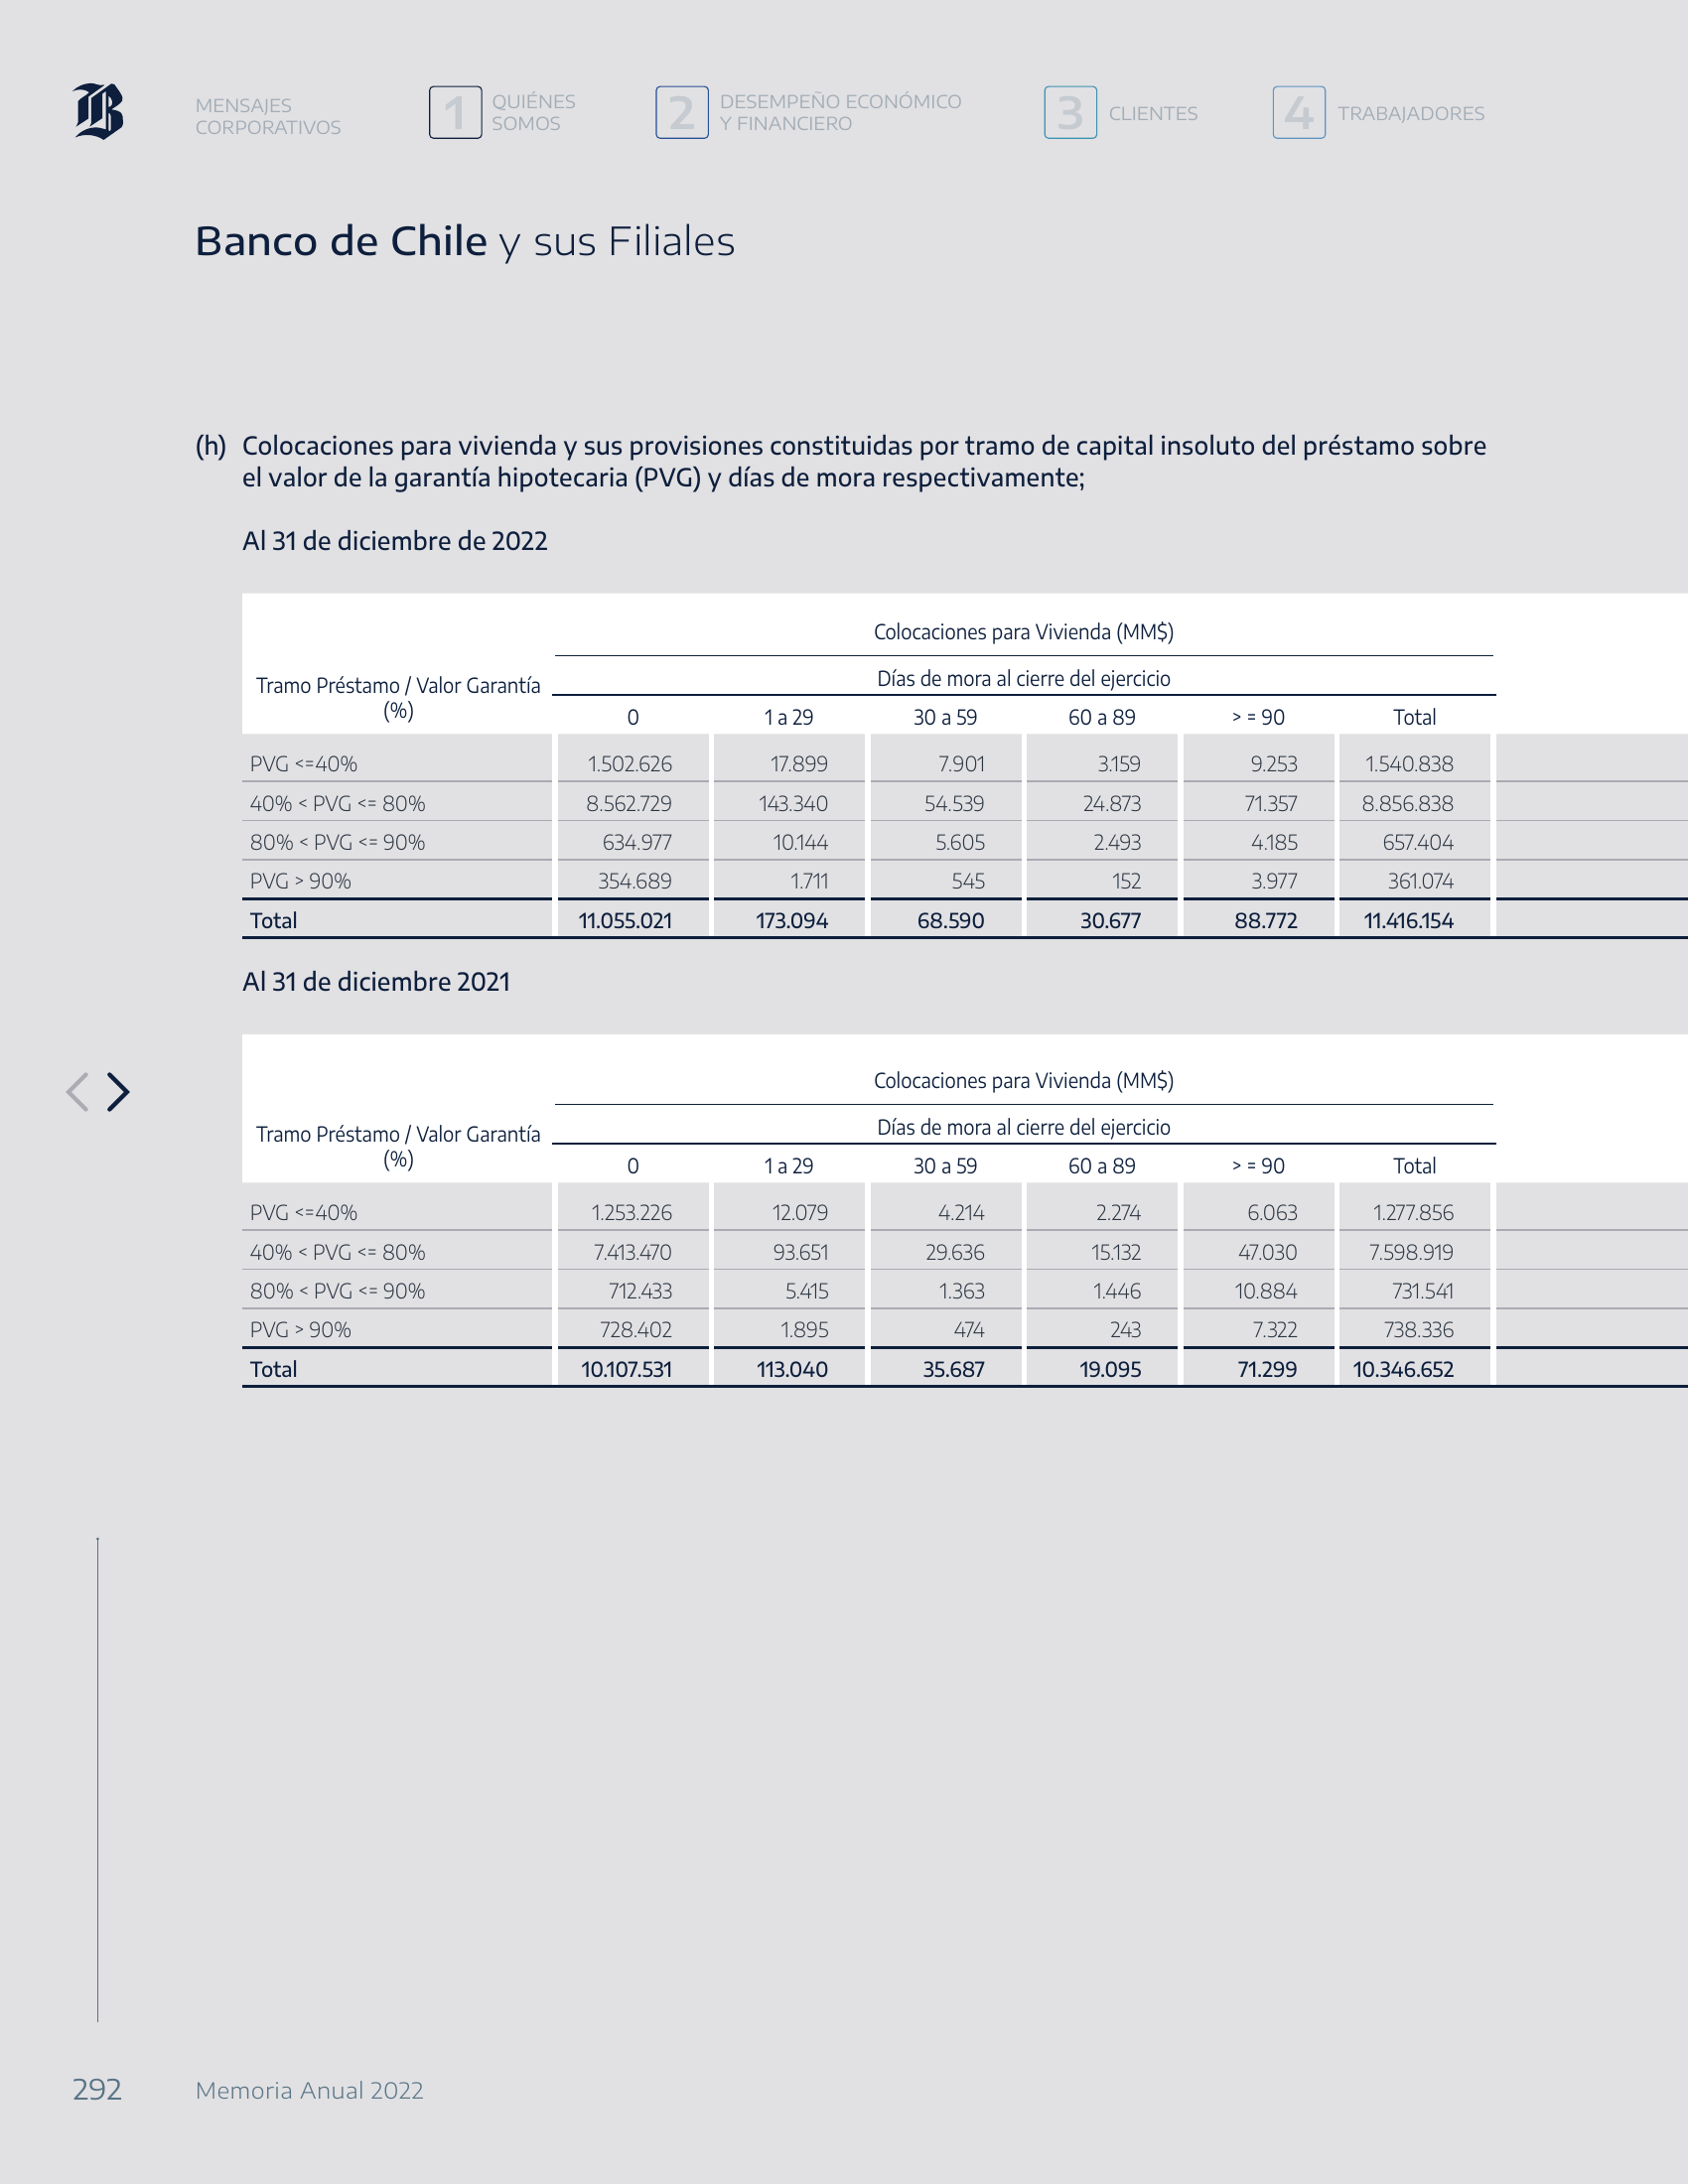 MENSAJES
CORPORATIVOS
1 QUIÉNES
SOMOS
2 DESEMPEÑO ECONÓMICO
Y FINANCIERO
3 CLIENTES
4 TRABAJADORES
Banco de Chile y sus Filiales
(h) Colocaciones para vivienda y sus provisiones constituidas por tramo de capital insoluto del préstamo sobre
el valor de la garantía hipotecaria (PVG) y días de mora respectivamente;
Al 31 de diciembre de 2022
Colocaciones para Vivienda (MM$)
Tramo Préstamo / Valor Garantía
(%)
Días de mora al cierre del ejercicio
0 1 a 29 30 a 59 60 a 89 > = 90 Total
PVG <=40% 1.502.626 17.899 7.901 3.159 9.253 1.540.838
40% < PVG <= 80% 8.562.729 143.340 54.539 24.873 71.357 8.856.838
80% < PVG <= 90% 634.977 10.144 5.605 2.493 4.185 657.404
PVG > 90% 354.689 1.711 545 152 3.977 361.074
Total 11.055.021 173.094 68.590 30.677 88.772 11.416.154
Al 31 de diciembre 2021
Colocaciones para Vivienda (MM$)
Tramo Préstamo / Valor Garantía
(%)
Días de mora al cierre del ejercicio
0 1 a 29 30 a 59 60 a 89 > = 90 Total
PVG <=40% 1.253.226 12.079 4.214 2.274 6.063 1.277.856
40% < PVG <= 80% 7.413.470 93.651 29.636 15.132 47.030 7.598.919
80% < PVG <= 90% 712.433 5.415 1.363 1.446 10.884 731.541
PVG > 90% 728.402 1.895 474 243 7.322 738.336
Total 10.107.531 113.040 35.687 19.095 71.299 10.346.652
292 Memoria Anual 2022